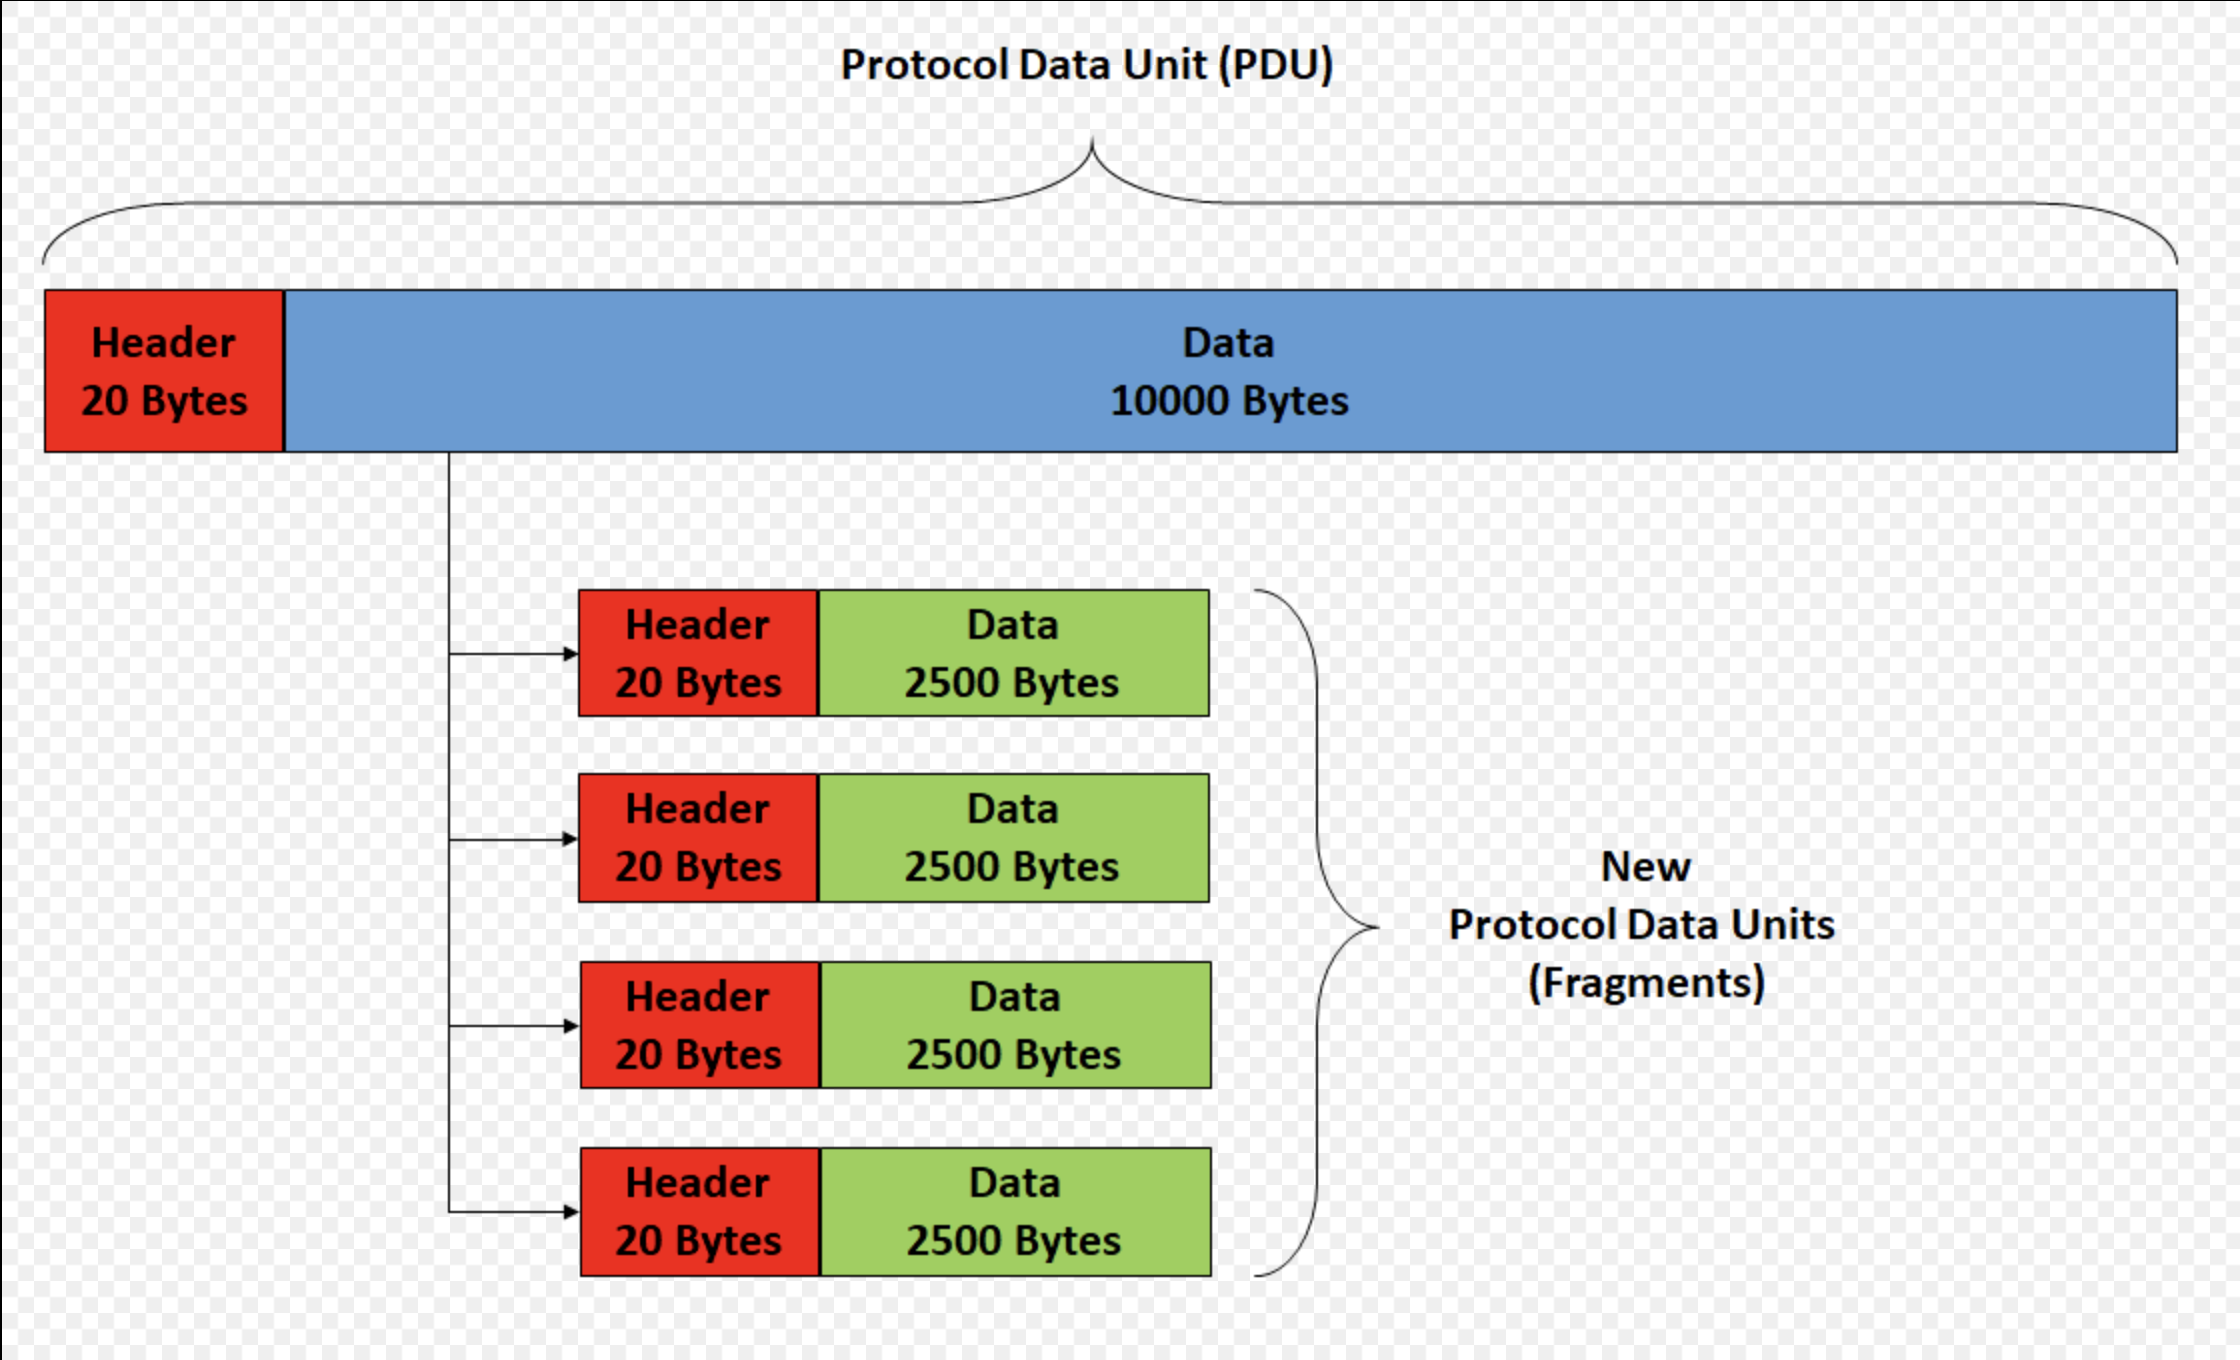 Protocol Data Unit (PDU)
Header
20 Bytes
Data
10000 Bytes
Header
20 Bytes
Data
2500 Bytes
Header
20 Bytes
Data
2500 Bytes
Header
20 Bytes
Data
2500 Bytes
Header
20 Bytes
Data
2500 Bytes
New
Protocol Data Units
(Fragments)